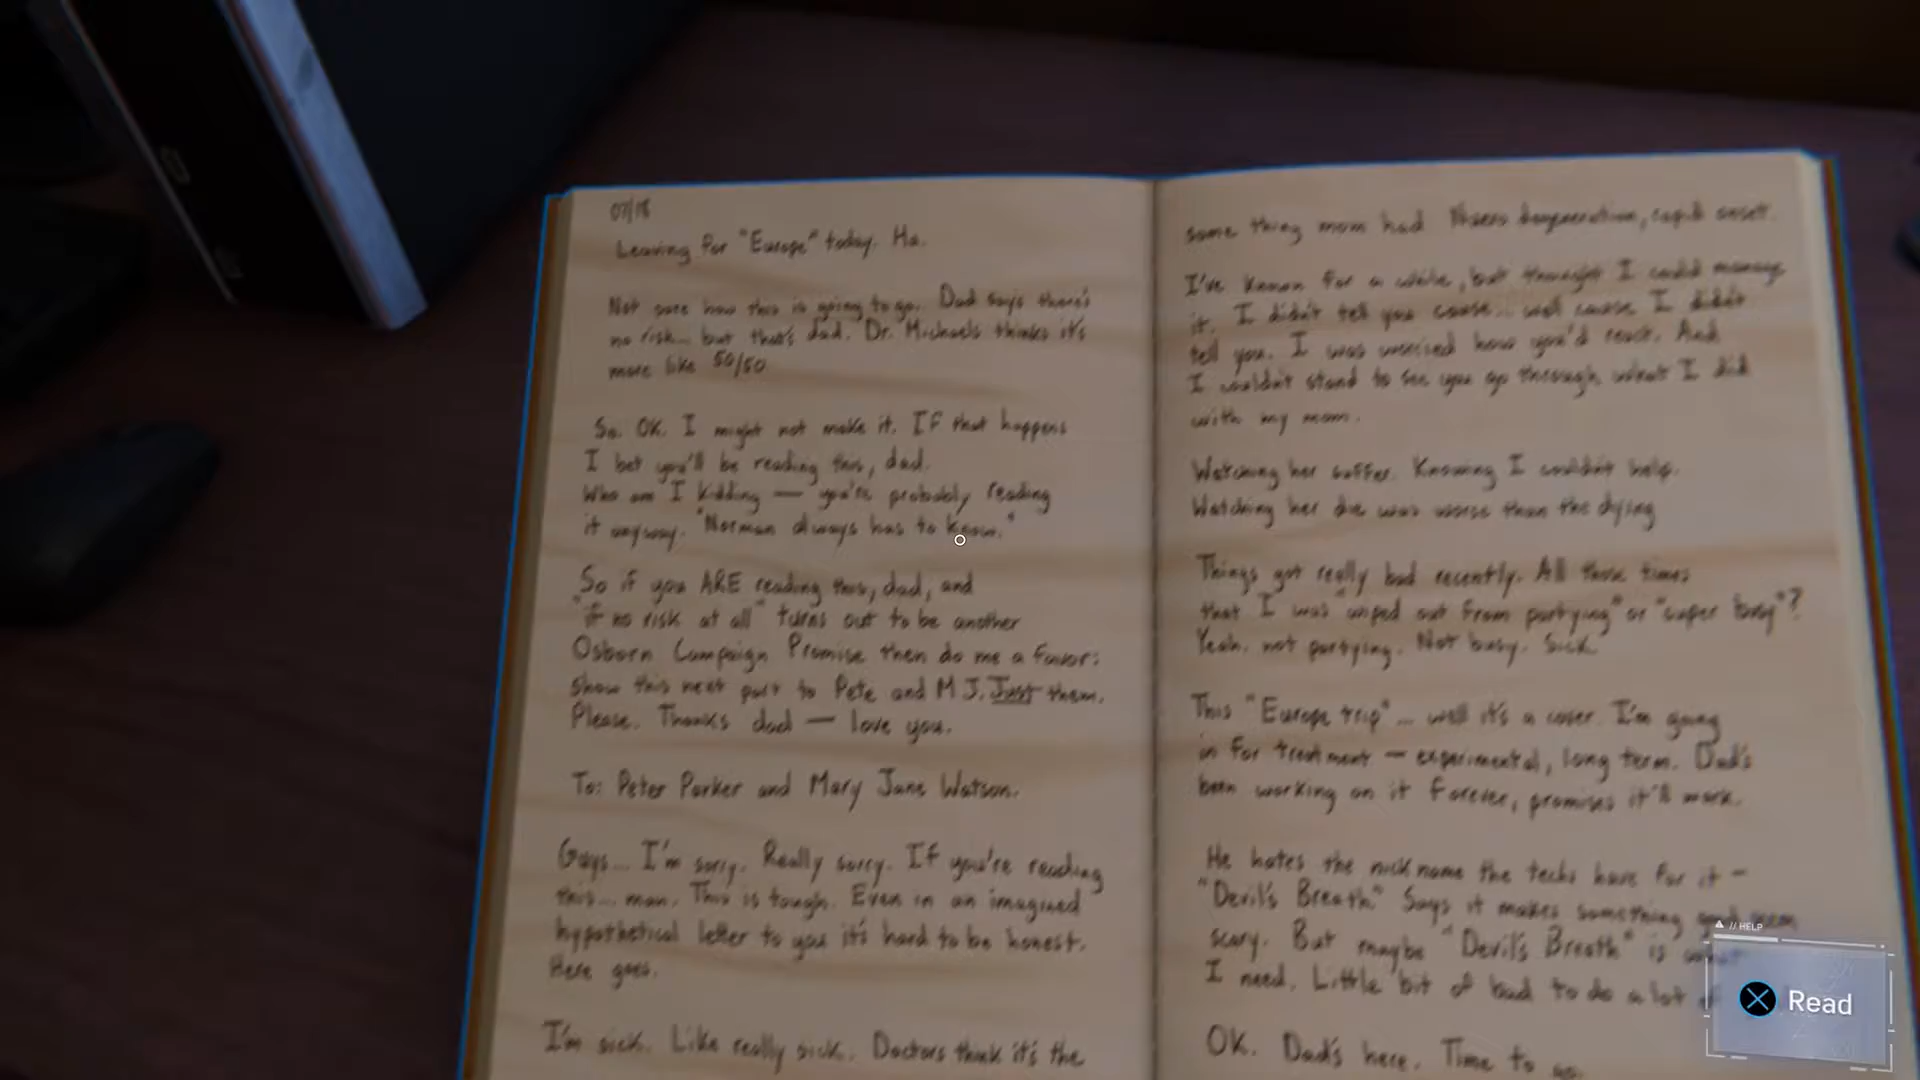 07/18
Leaving for "Europe" today. Ha.
Not sure how this is going to go. Dad says there's
no risk... but that's dad. Dr. Michaels thinks it's
more like 50/50
So. OK. I might not make it. If that happens
I bet you'll be reading this, dad.
Who am I kidding — you're probably reading
it anyway. "Norman always has to know."
So if you ARE reading this, dad, and
"no risk at all" turns out to be another
Osborn Campaign Promise then do me a favor:
Show this next part to Pete and MJ. Just them.
Please. Thanks dad — love you.
To: Peter Parker and Mary Jane Watson.
Guys... I'm sorry. Really sorry. If you're reading
this... man. This is tough. Even in an imagined
hypothetical letter to you it's hard to be honest.
Here goes.
I'm sick. Like really sick. Doctors think it's the
same thing mom had degeneration, rapid onset.
I've known for a while, but thought I could manage
it. I didn't tell you cause... well cause I didn't
tell you. I was worried how you'd react. And
I couldn't stand to see you go through what I did
with my mom.
Watching her suffer. Knowing I couldn't help.
Watching her die was worse than the dying
Things got really bad recently. All those times
that I was "wiped out from partying" or "super busy"?
Yeah. not partying. Not busy. Sick.
This "Europe trip"... well it's a cover. I'm going
in for treatment — experimental, long term. Dad's
been working on it forever, promises it'll work.
He hates the nickname the techs have for it —
"Devil's Breath." Says it makes something good seem
scary. But maybe "Devil's Breath" is what
I need. Little bit of bad to do a lot
OK. Dad's here. Time to go.
// HELP
Read